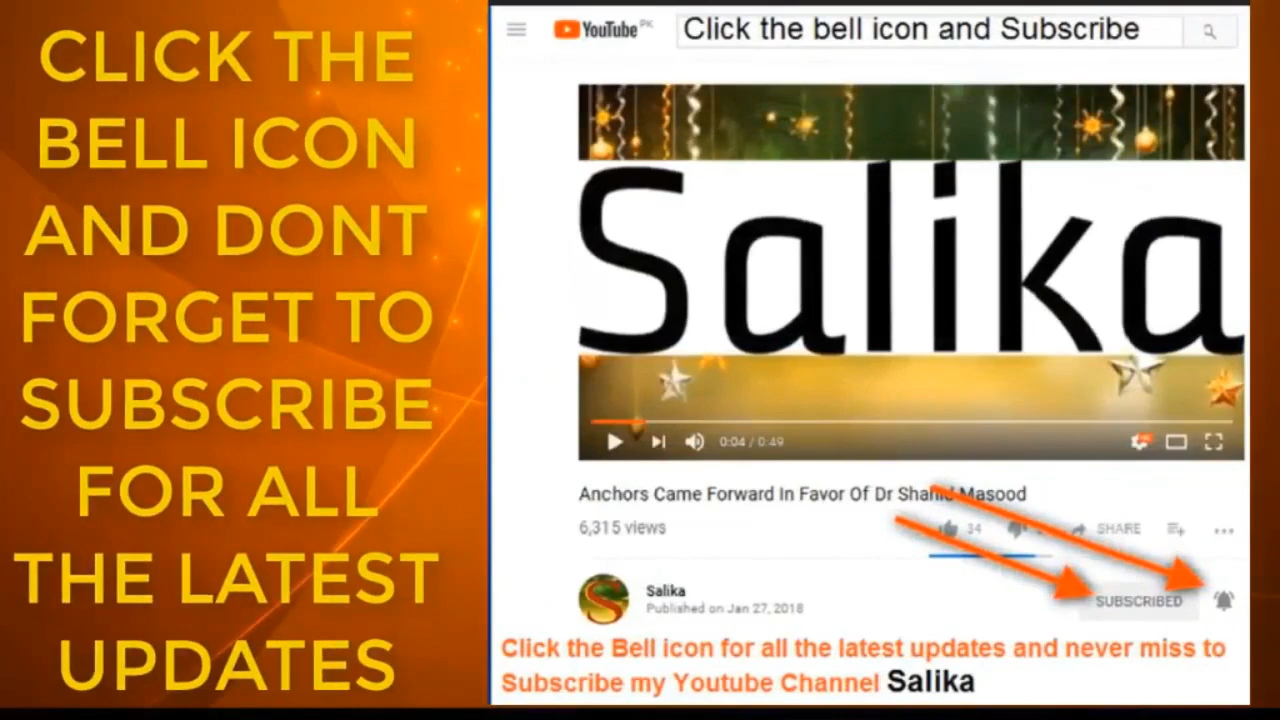 CLICK THE
BELL ICON
AND DONT
FORGET TO
SUBSCRIBE
FOR ALL
THE LATEST
UPDATES
YouTube PK
Click the bell icon and Subscribe
Salika
0:04 / 0:49
Anchors Came Forward In Favor Of Dr Shahid Masood
6,315 views
34
SHARE
Salika
Published on Jan 27, 2018
SUBSCRIBED
Click the Bell icon for all the latest updates and never miss to
Subscribe my Youtube Channel Salika